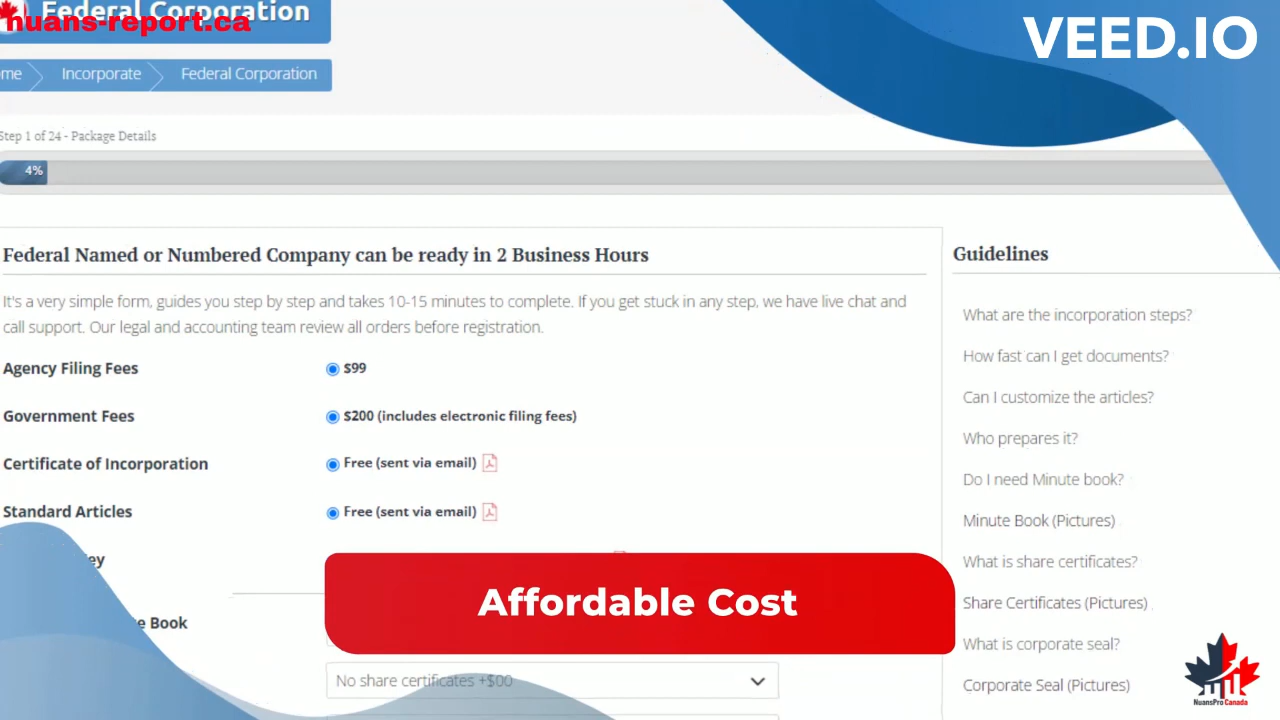 Federal Corporation
nuans-report.ca
VEED.IO
me
Incorporate
Federal Corporation
Step 1 of 24 - Package Details
4%
Federal Named or Numbered Company can be ready in 2 Business Hours
It's a very simple form, guides you step by step and takes 10-15 minutes to complete. If you get stuck in any step, we have live chat and
call support. Our legal and accounting team review all orders before registration.
Agency Filing Fees
$99
Government Fees
$200 (includes electronic filing fees)
Certificate of Incorporation
Free (sent via email)
Standard Articles
Free (sent via email)
ey
Affordable Cost
e Book
No share certificates +$00
Guidelines
What are the incorporation steps?
How fast can I get documents?
Can I customize the articles?
Who prepares it?
Do I need Minute book?
Minute Book (Pictures)
What is share certificates?
Share Certificates (Pictures)
What is corporate seal?
Corporate Seal (Pictures)
NuansPro Canada